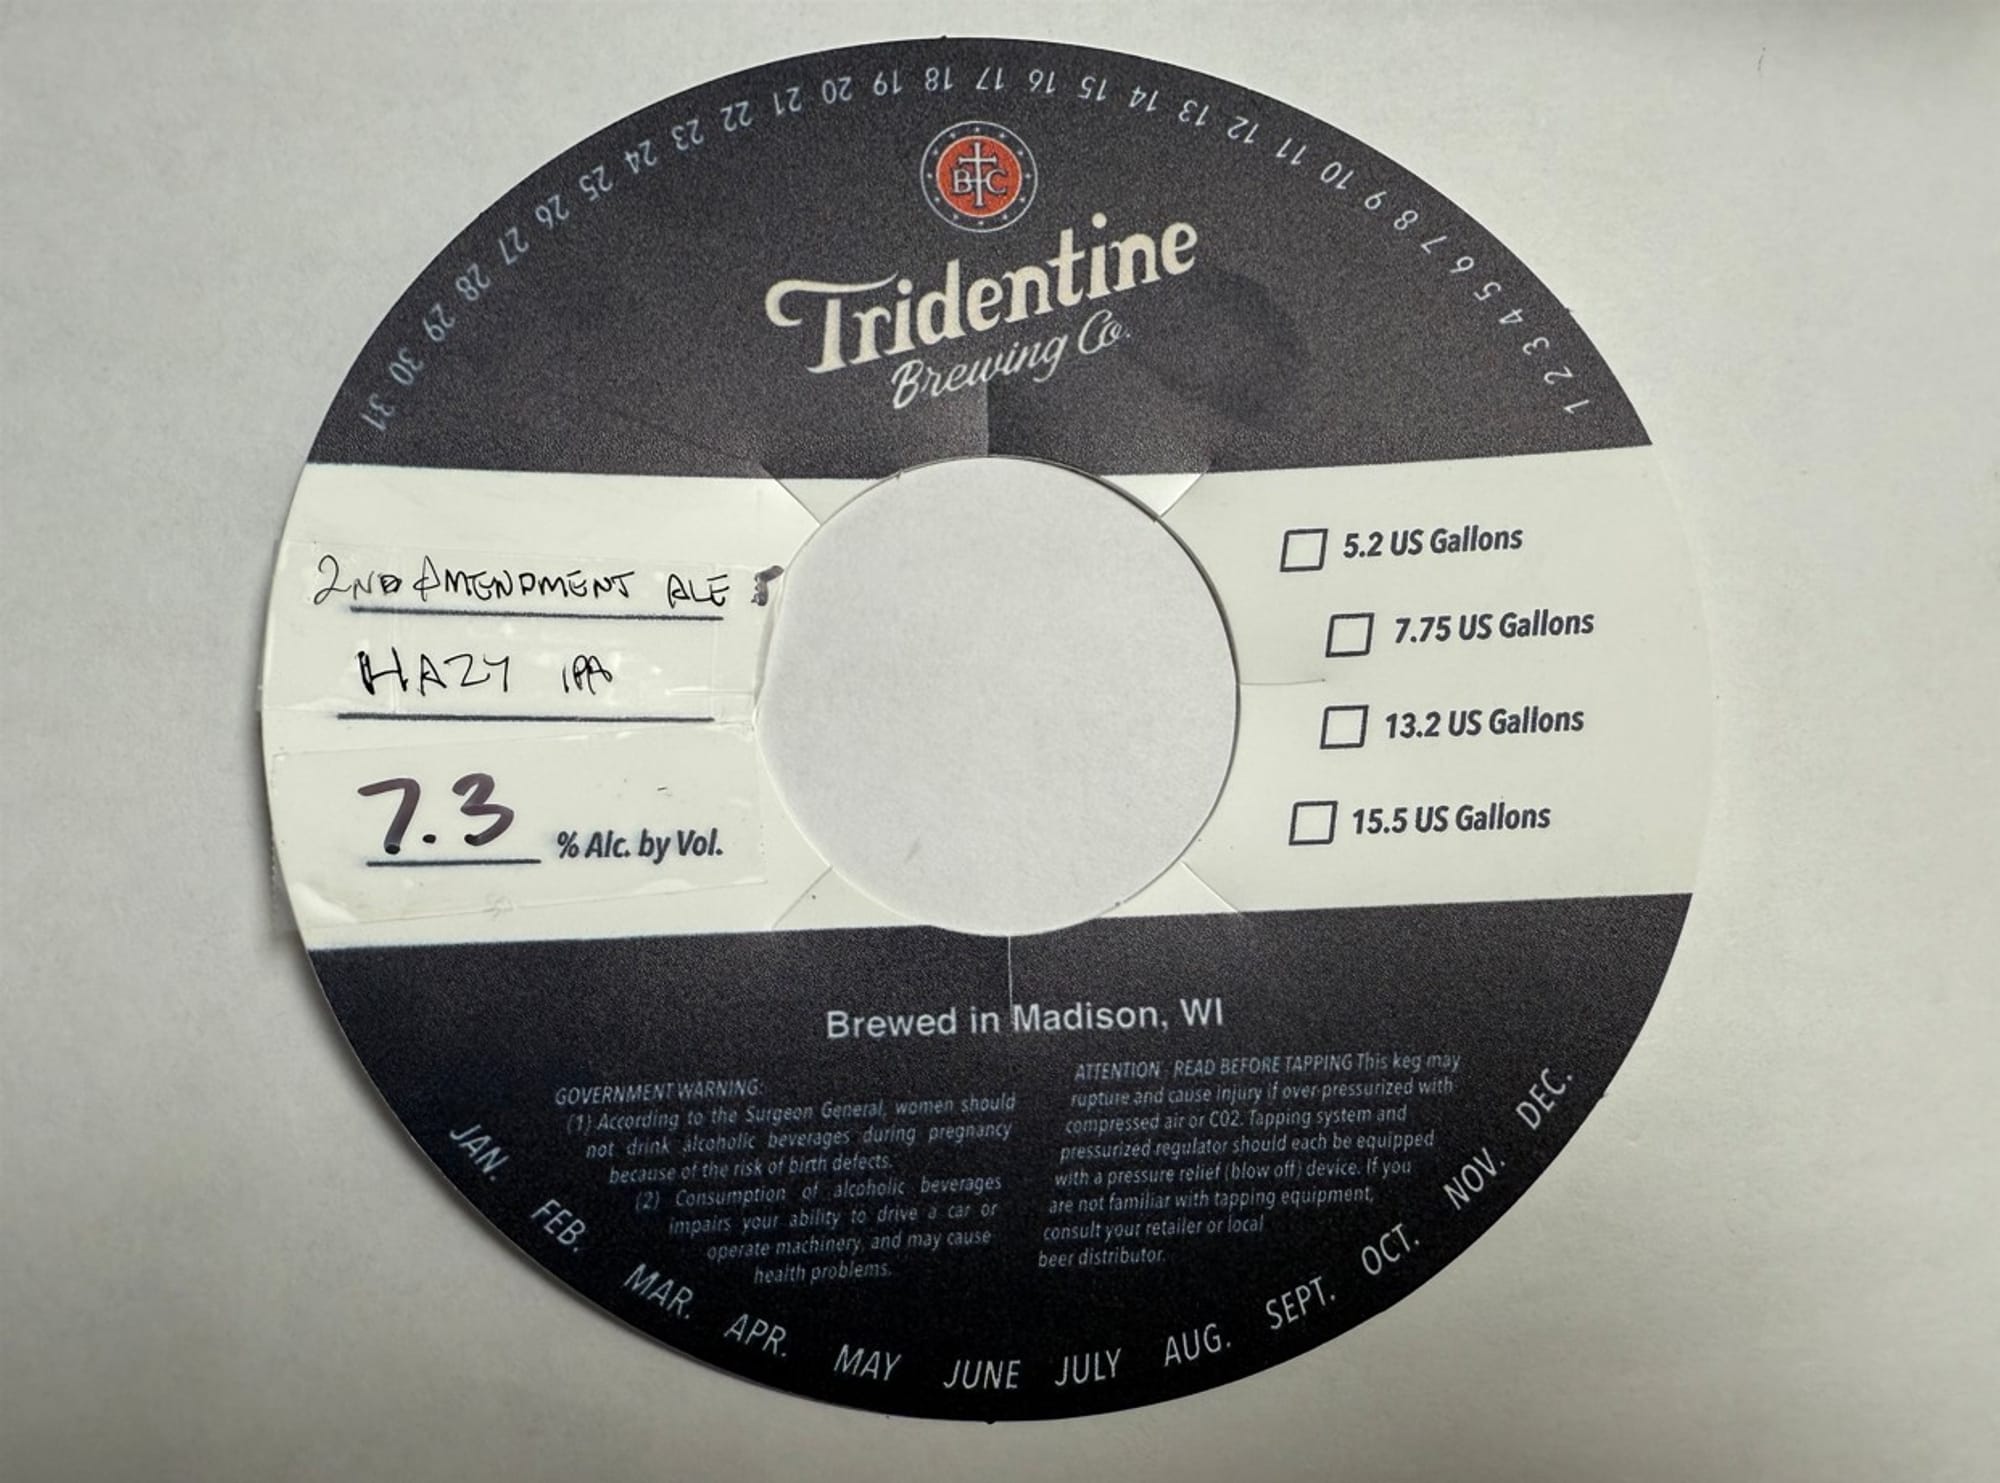 31 30 29 28 27 26 25 24 23 22 21 20 19 18 17 16 15 14 13 12 11 10 9 8 7 6 5 4 3 2 1
BTC
Tridentine
Brewing Co.
2ND AMENDMENT ALE
HAZY IPA
7.3 % Alc. by Vol.
5.2 US Gallons
7.75 US Gallons
13.2 US Gallons
15.5 US Gallons
Brewed in Madison, WI
GOVERNMENT WARNING:
(1) According to the Surgeon General, women should
not drink alcoholic beverages during pregnancy
because of the risk of birth defects.
(2) Consumption of alcoholic beverages
impairs your ability to drive a car or
operate machinery, and may cause
health problems.
ATTENTION - READ BEFORE TAPPING This keg may
rupture and cause injury if over-pressurized with
compressed air or CO2. Tapping system and
pressurized regulator should each be equipped
with a pressure relief (blow off) device. If you
are not familiar with tapping equipment,
consult your retailer or local
beer distributor.
JAN. FEB. MAR. APR. MAY JUNE JULY AUG. SEPT. OCT. NOV. DEC.